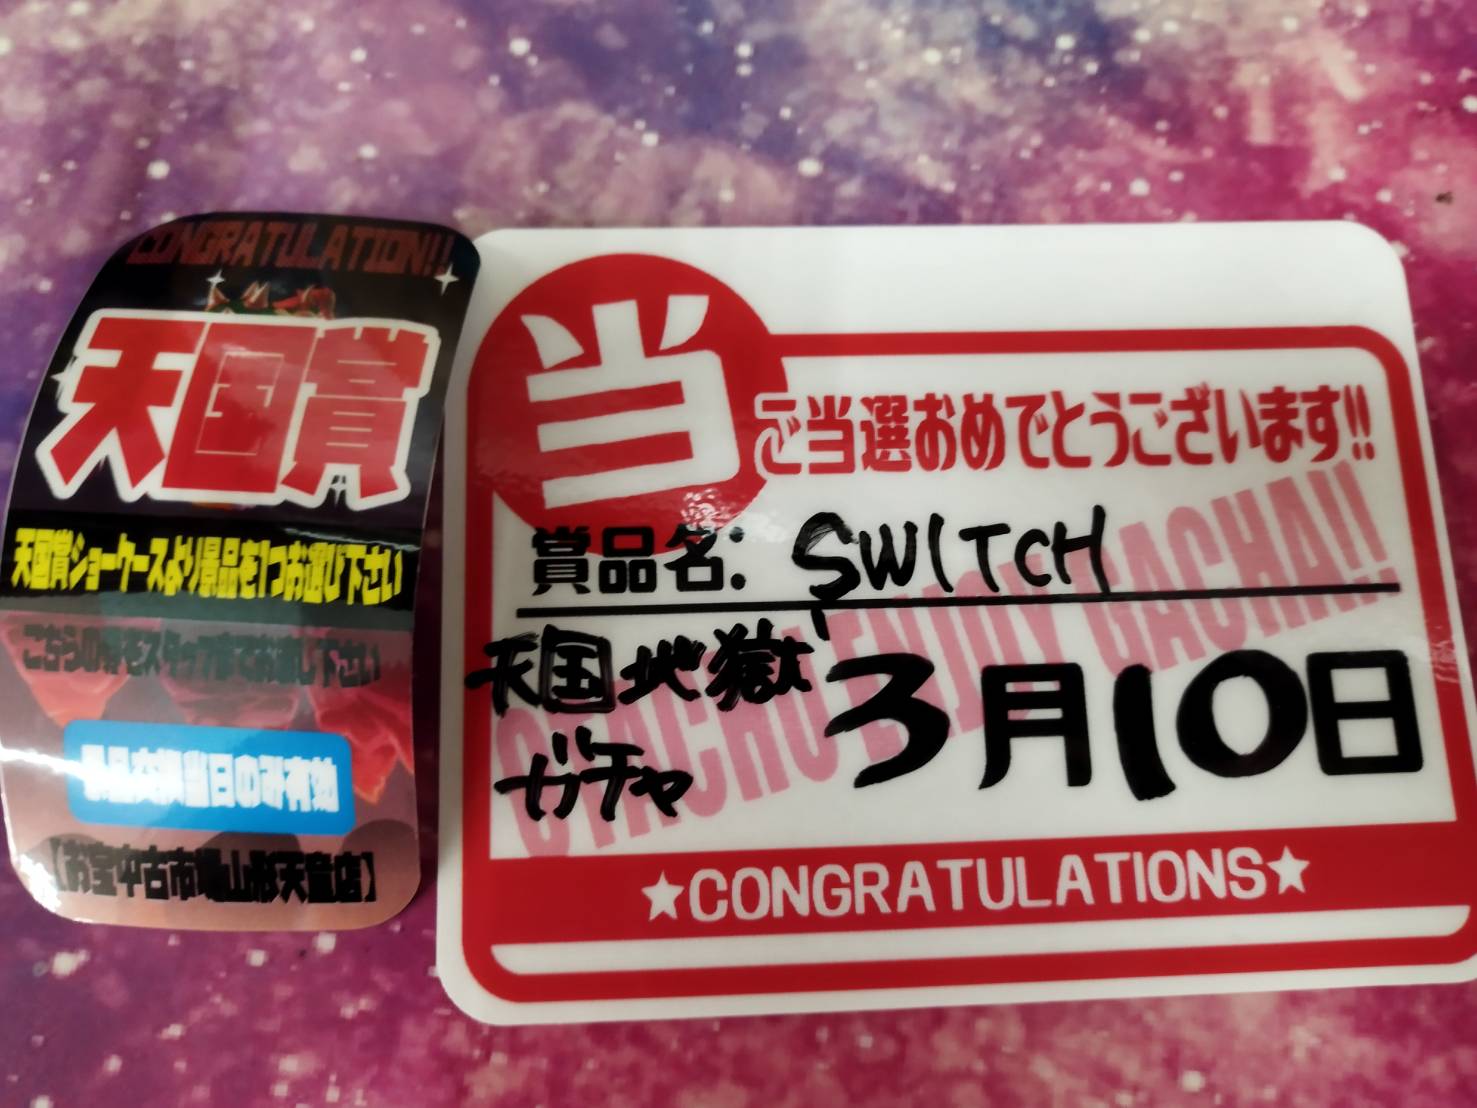 CONGRATULATION!!
天国賞
天国賞ショーケースより景品を1つお選び下さい
こちらの券をスタッフまでお渡し下さい
景品交換当日のみ有効
【お宝中古市場山形天童店】
当
ご当選おめでとうございます!!
賞品名: SWITCH
天国地獄
ガチャ
3月10日
OTACHU ENJOY GACHA!!
★CONGRATULATIONS★